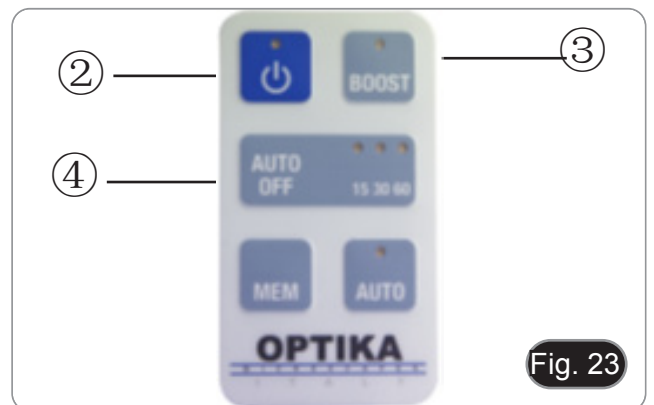 ② ③
BOOST
④ AUTO
OFF 15 30 60
MEM AUTO
OPTIKA
I T A L Y
Fig. 23